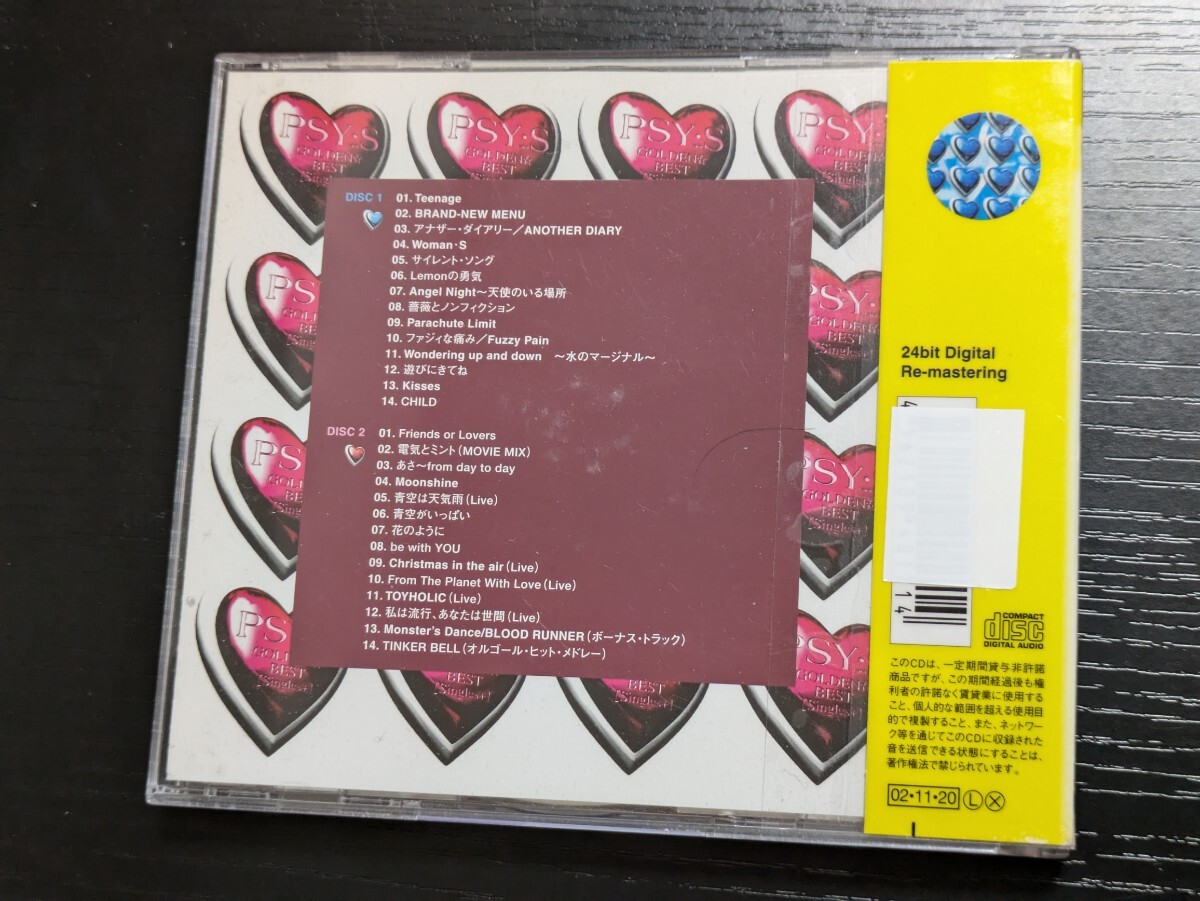 PSY・S
GOLDEN☆
BEST
DISC 1
01. Teenage
02. BRAND-NEW MENU
03. アナザー・ダイアリー／ANOTHER DIARY
04. Woman・S
05. サイレント・ソング
06. Lemonの勇気
07. Angel Night〜天使のいる場所
08. 薔薇とノンフィクション
09. Parachute Limit
10. ファジィな痛み／Fuzzy Pain
11. Wondering up and down　〜水のマージナル〜
12. 遊びにきてね
13. Kisses
14. CHILD
DISC 2
01. Friends or Lovers
02. 電気とミント(MOVIE MIX)
03. あさ〜from day to day
04. Moonshine
05. 青空は天気雨(Live)
06. 青空がいっぱい
07. 花のように
08. be with YOU
09. Christmas in the air(Live)
10. From The Planet With Love(Live)
11. TOYHOLIC(Live)
12. 私は流行、あなたは世間(Live)
13. Monster's Dance/BLOOD RUNNER(ボーナス・トラック)
14. TINKER BELL(オルゴール・ヒット・メドレー)
24bit Digital
Re-mastering
4
14
COMPACT
disc
DIGITAL AUDIO
このCDは、一定期間貸与非許諾
商品ですが、この期間経過後も権
利者の許諾なく賃貸業に使用する
こと、個人的な範囲を超える使用目
的で複製すること、また、ネットワー
ク等を通じてこのCDに収録された
音を送信できる状態にすることは、
著作権法で禁じられています。
02・11・20 Ⓛ Ⓧ